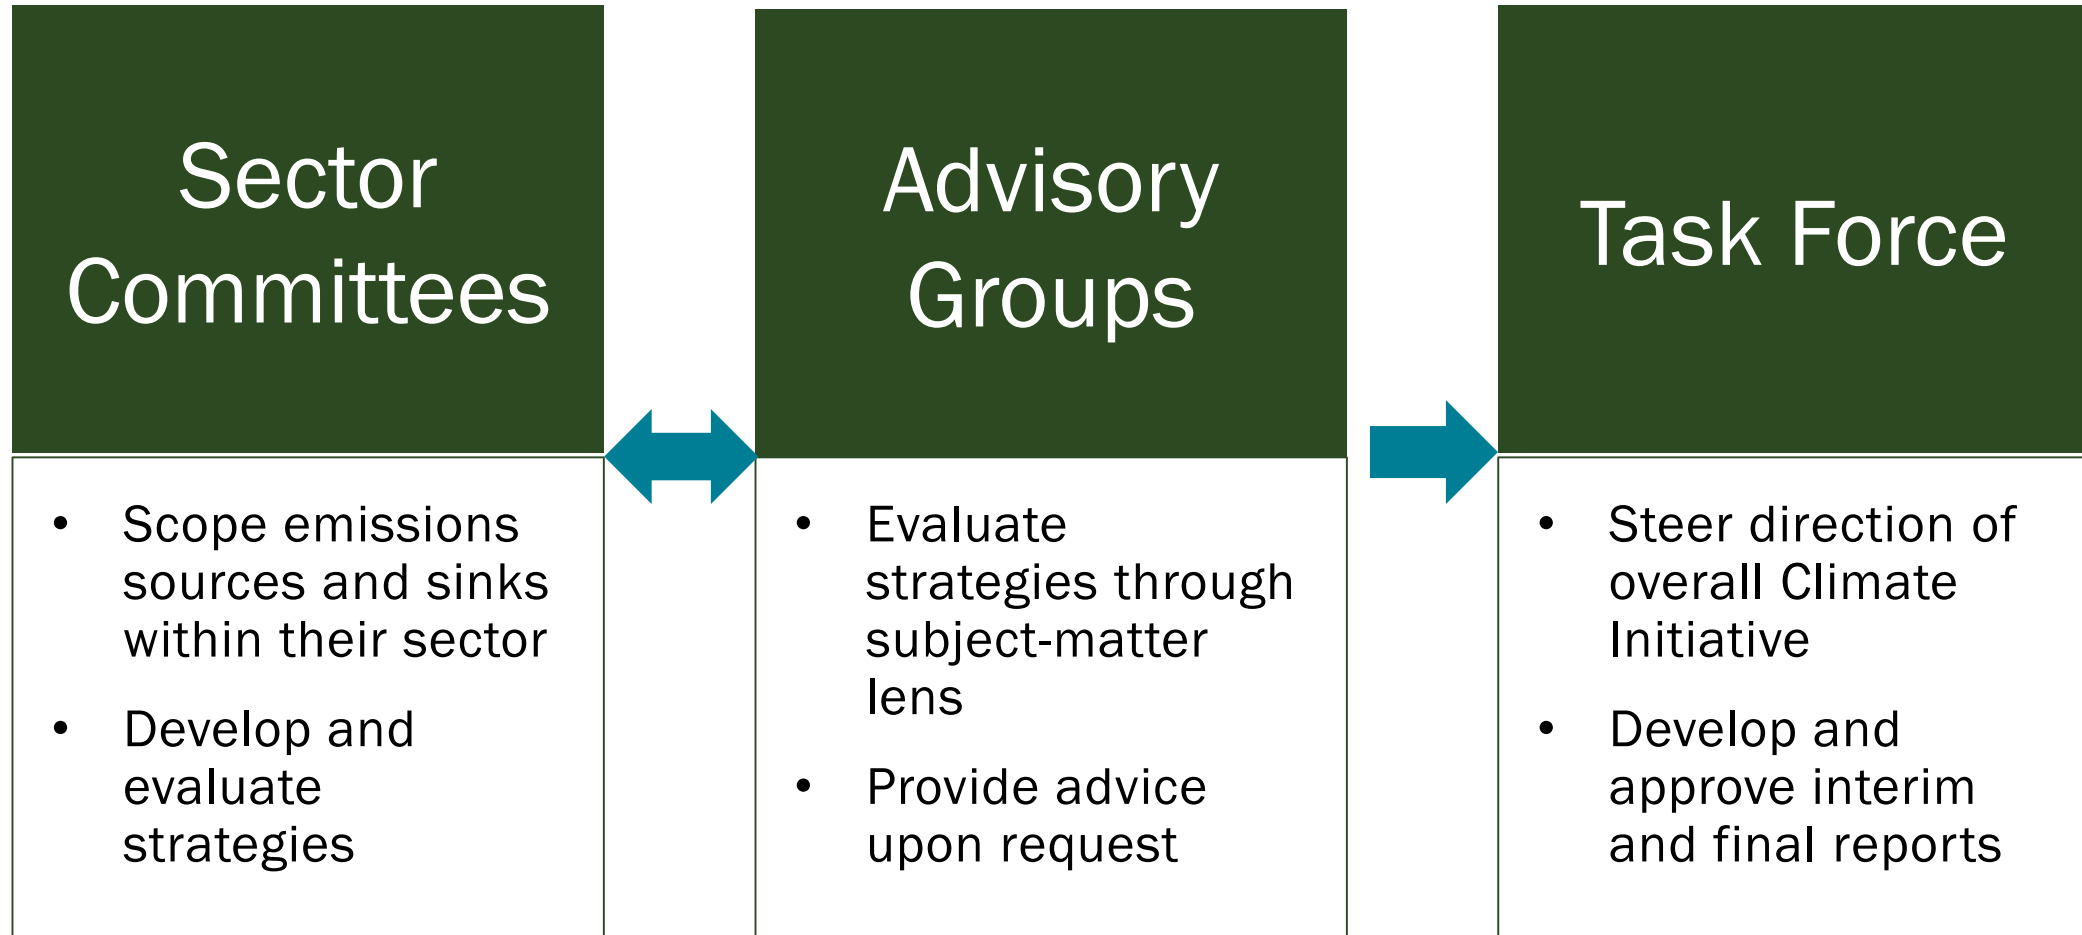 Sector
Committees
• Scope emissions
sources and sinks
within their sector
• Develop and
evaluate
strategies
Advisory
Groups
• Evaluate
strategies through
subject-matter
lens
• Provide advice
upon request
Task Force
• Steer direction of
overall Climate
Initiative
• Develop and
approve interim
and final reports